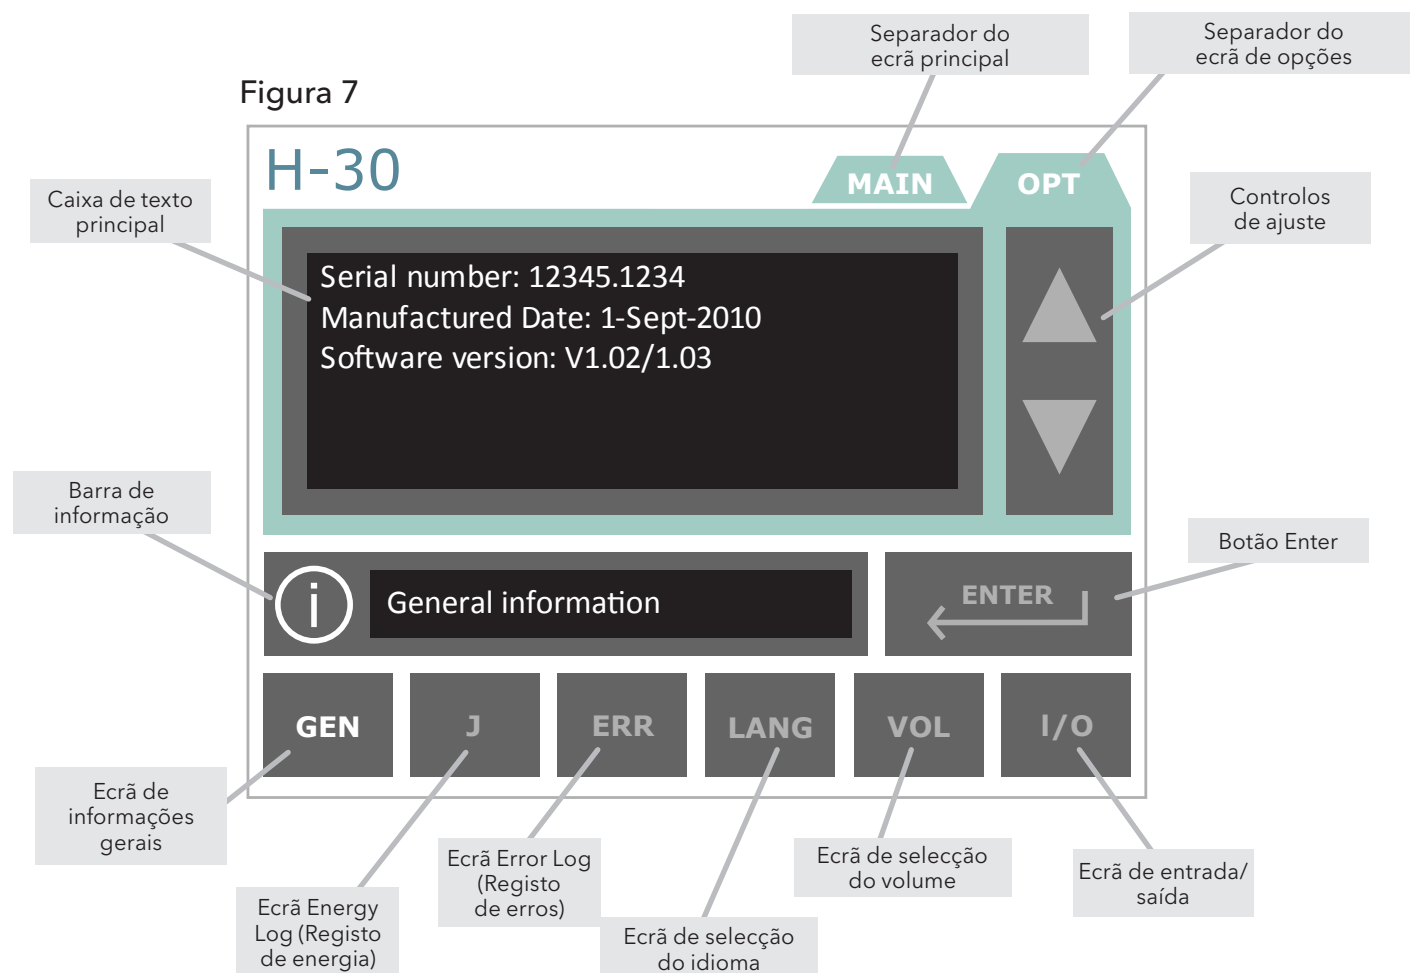 Separador do
ecrã principal
Separador do
ecrã de opções
Figura 7
H-30
MAIN
OPT
Caixa de texto
principal
Controlos
de ajuste
Serial number: 12345.1234
Manufactured Date: 1-Sept-2010
Software version: V1.02/1.03
Barra de
informação
Botão Enter
i
General information
ENTER
GEN
J
ERR
LANG
VOL
I/O
Ecrã de
informações
gerais
Ecrã Energy
Log (Registo
de energia)
Ecrã Error Log
(Registo
de erros)
Ecrã de selecção
do idioma
Ecrã de selecção
do volume
Ecrã de entrada/
saída